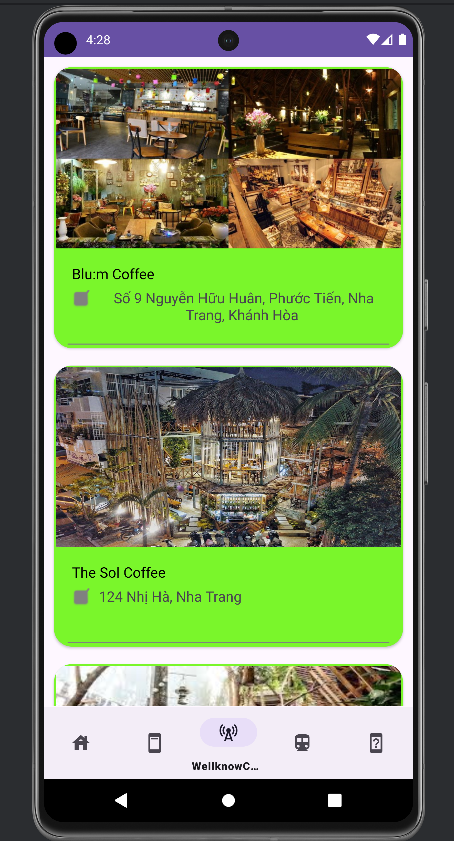 4:28
Blu:m Coffee
Số 9 Nguyễn Hữu Huân, Phước Tiến, Nha
Trang, Khánh Hòa
The Sol Coffee
124 Nhị Hà, Nha Trang
WellknowC...